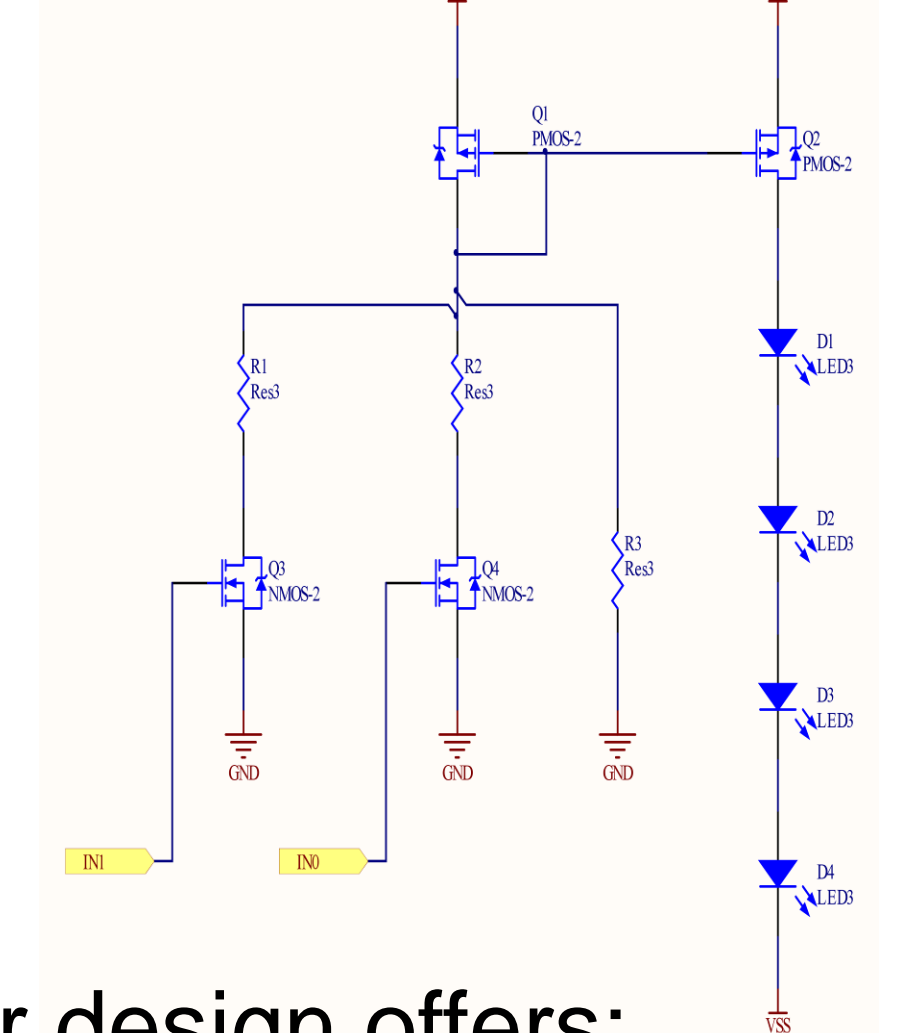 Q1
PMOS-2
Q2
PMOS-2
D1
LED3
R1
Res3
R2
Res3
D2
LED3
R3
Res3
Q3
NMOS-2
Q4
NMOS-2
D3
LED3
GND
GND
GND
IN1
IN0
D4
LED3
r design offers:
VSS